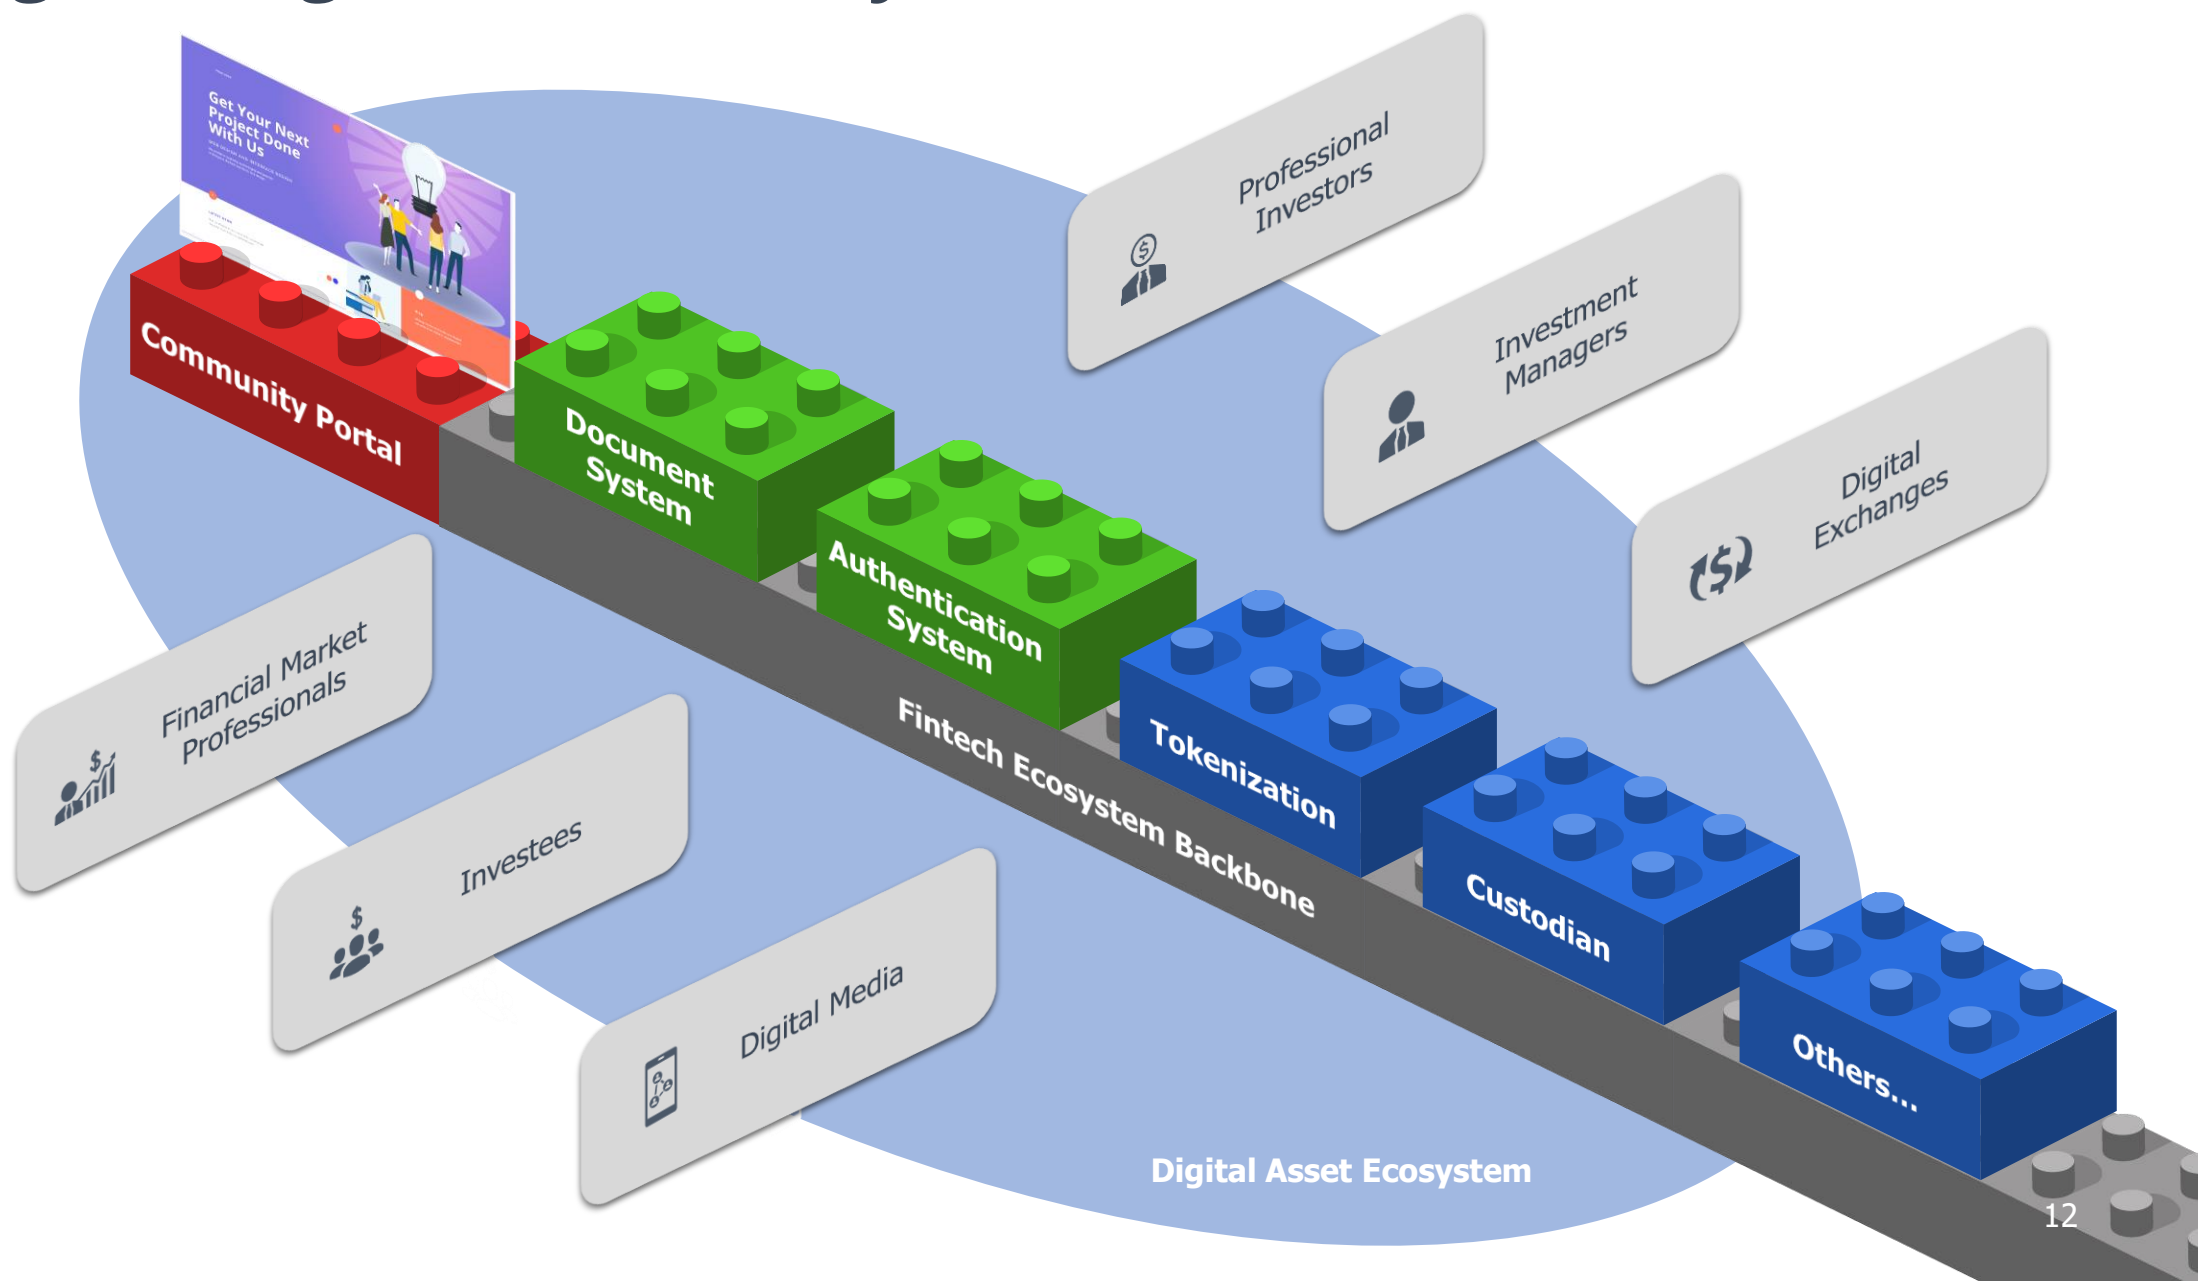 Get Your Next
Project Done
With Us
Community Portal
Document
System
Authentication
System
Tokenization
Custodian
Others...
Fintech Ecosystem Backbone
Professional
Investors
Investment
Managers
Digital
Exchanges
Financial Market
Professionals
Investees
Digital Media
Digital Asset Ecosystem
12